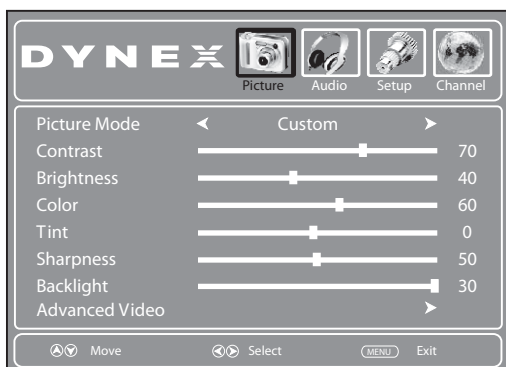 DYNEX
Picture Audio Setup Channel
Picture Mode Custom
Contrast 70
Brightness 40
Color 60
Tint 0
Sharpness 50
Backlight 30
Advanced Video
Move Select MENU Exit